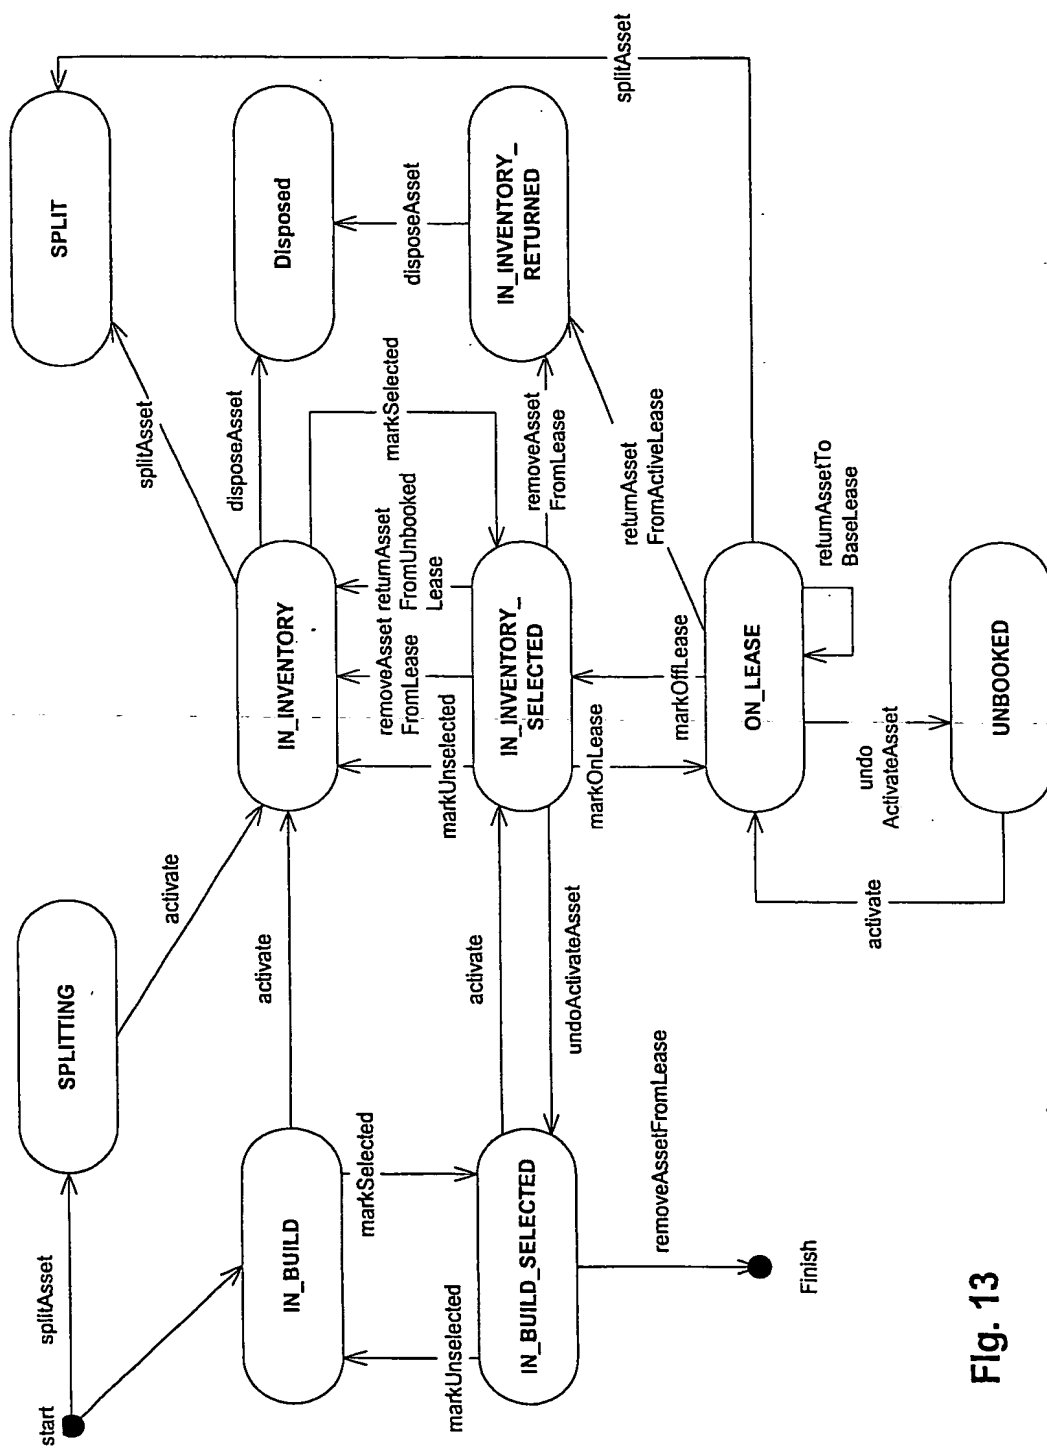 start
splitAsset
SPLITTING
activate
splitAsset
SPLIT
splitAsset
IN_BUILD
activate
IN_INVENTORY
disposeAsset
Disposed
markSelected
markUnselected
markUnselected
removeAsset
FromLease
returnAsset
FromUnbooked
Lease
markSelected
disposeAsset
IN_BUILD_SELECTED
activate
undoActivateAsset
IN_INVENTORY_
SELECTED
removeAsset
FromLease
IN_INVENTORY_
RETURNED
removeAssetFromLease
Finish
markOnLease
markOffLease
returnAsset
FromActiveLease
ON_LEASE
returnAssetTo
BaseLease
activate
undo
ActivateAsset
UNBOOKED
Fig. 13